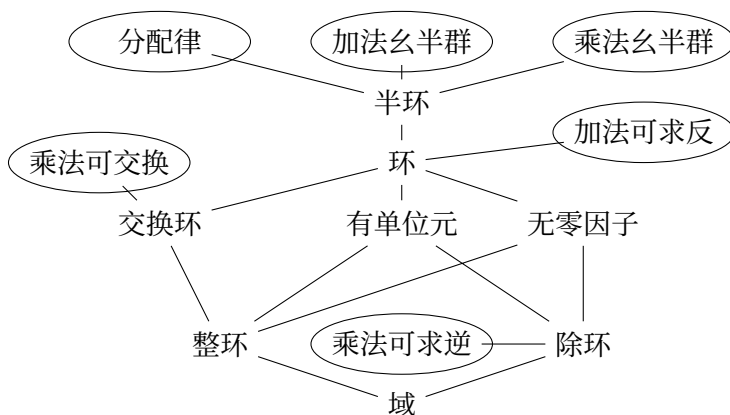 分配律
加法幺半群
乘法幺半群
半环
加法可求反
乘法可交换
环
交换环
有单位元
无零因子
整环
乘法可求逆
除环
域